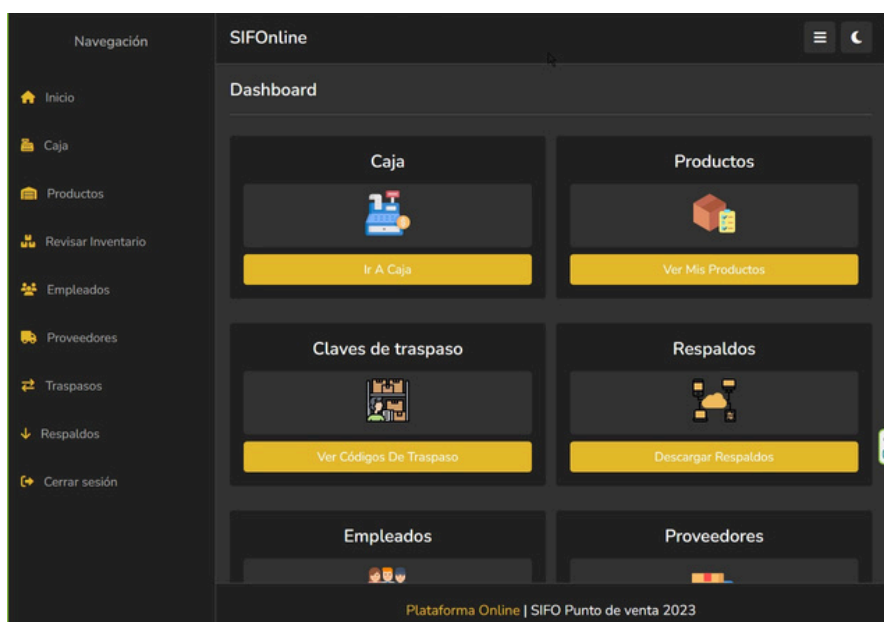 Navegación
Inicio
Caja
Productos
Revisar Inventario
Empleados
Proveedores
Traspasos
Respaldos
Cerrar sesión
SIFOnline
Dashboard
Caja
Ir A Caja
Productos
Ver Mis Productos
Claves de traspaso
Ver Códigos De Traspaso
Respaldos
Descargar Respaldos
Empleados
Proveedores
Plataforma Online | SIFO Punto de venta 2023